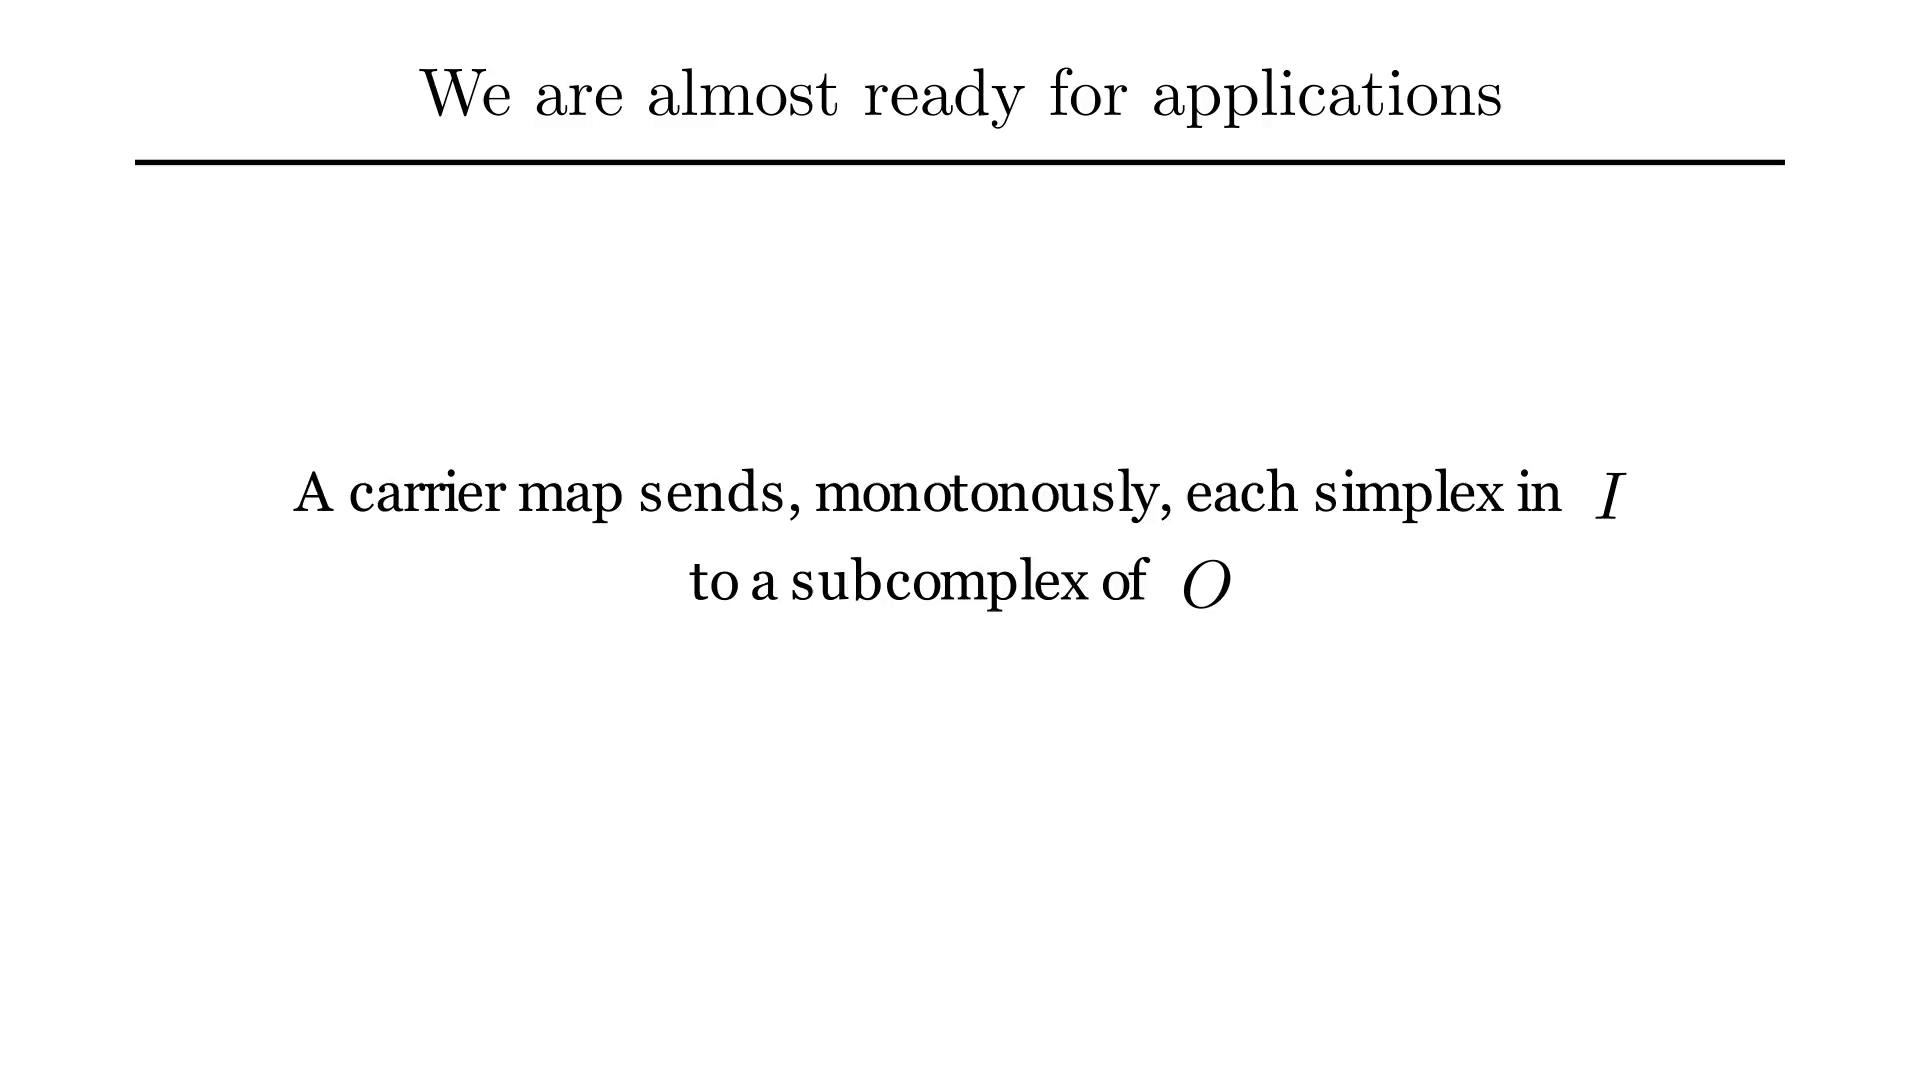 We are almost ready for applications
A carrier map sends, monotonously, each simplex in I
to a subcomplex of O